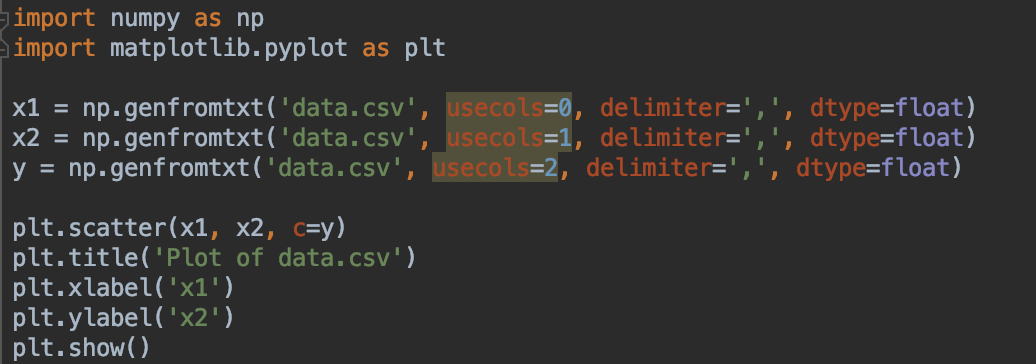 import numpy as np
import matplotlib.pyplot as plt
x1 = np.genfromtxt('data.csv', usecols=0, delimiter=',', dtype=float)
x2 = np.genfromtxt('data.csv', usecols=1, delimiter=',', dtype=float)
y = np.genfromtxt('data.csv', usecols=2, delimiter=',', dtype=float)
plt.scatter(x1, x2, c=y)
plt.title('Plot of data.csv')
plt.xlabel('x1')
plt.ylabel('x2')
plt.show()